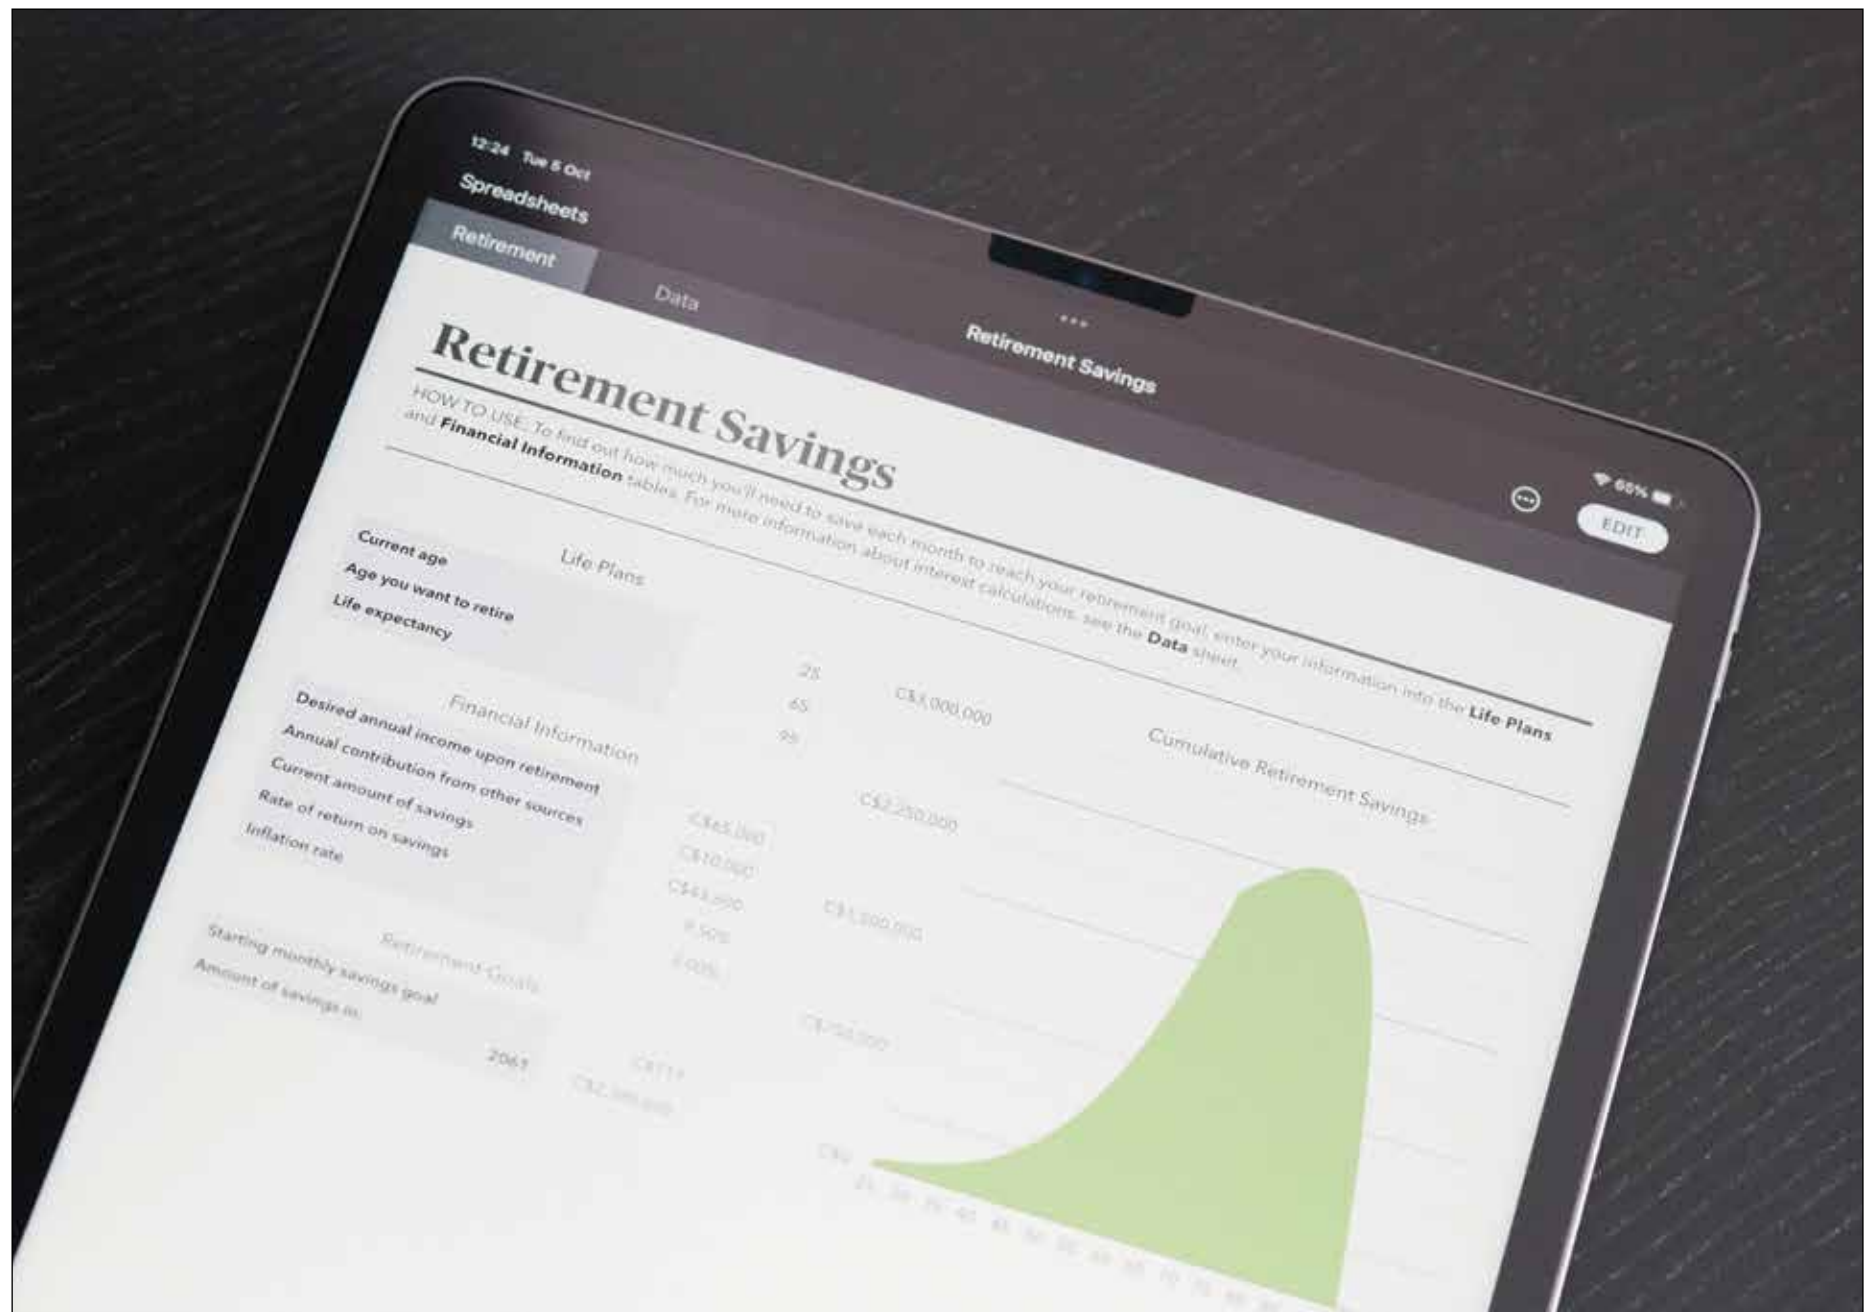 12:24 Tue 5 Oct
65%
Spreadsheets
Retirement Savings
EDIT
Retirement
Data
Retirement Savings
HOW TO USE: To find out how much you'll need to save each month to reach your retirement goal, enter your information into the Life Plans
and Financial Information tables. For more information about interest calculations, see the Data sheet.
Life Plans
Current age 25
Age you want to retire 65
Life expectancy 95
Financial Information
Desired annual income upon retirement C$65,000
Annual contribution from other sources C$10,000
Current amount of savings
Rate of return on savings
Inflation rate
Retirement Goals
Starting monthly savings goal
Amount of savings in: 2061
Cumulative Retirement Savings
C$3,000,000
C$2,250,000
C$1,500,000
C$750,000
C$0